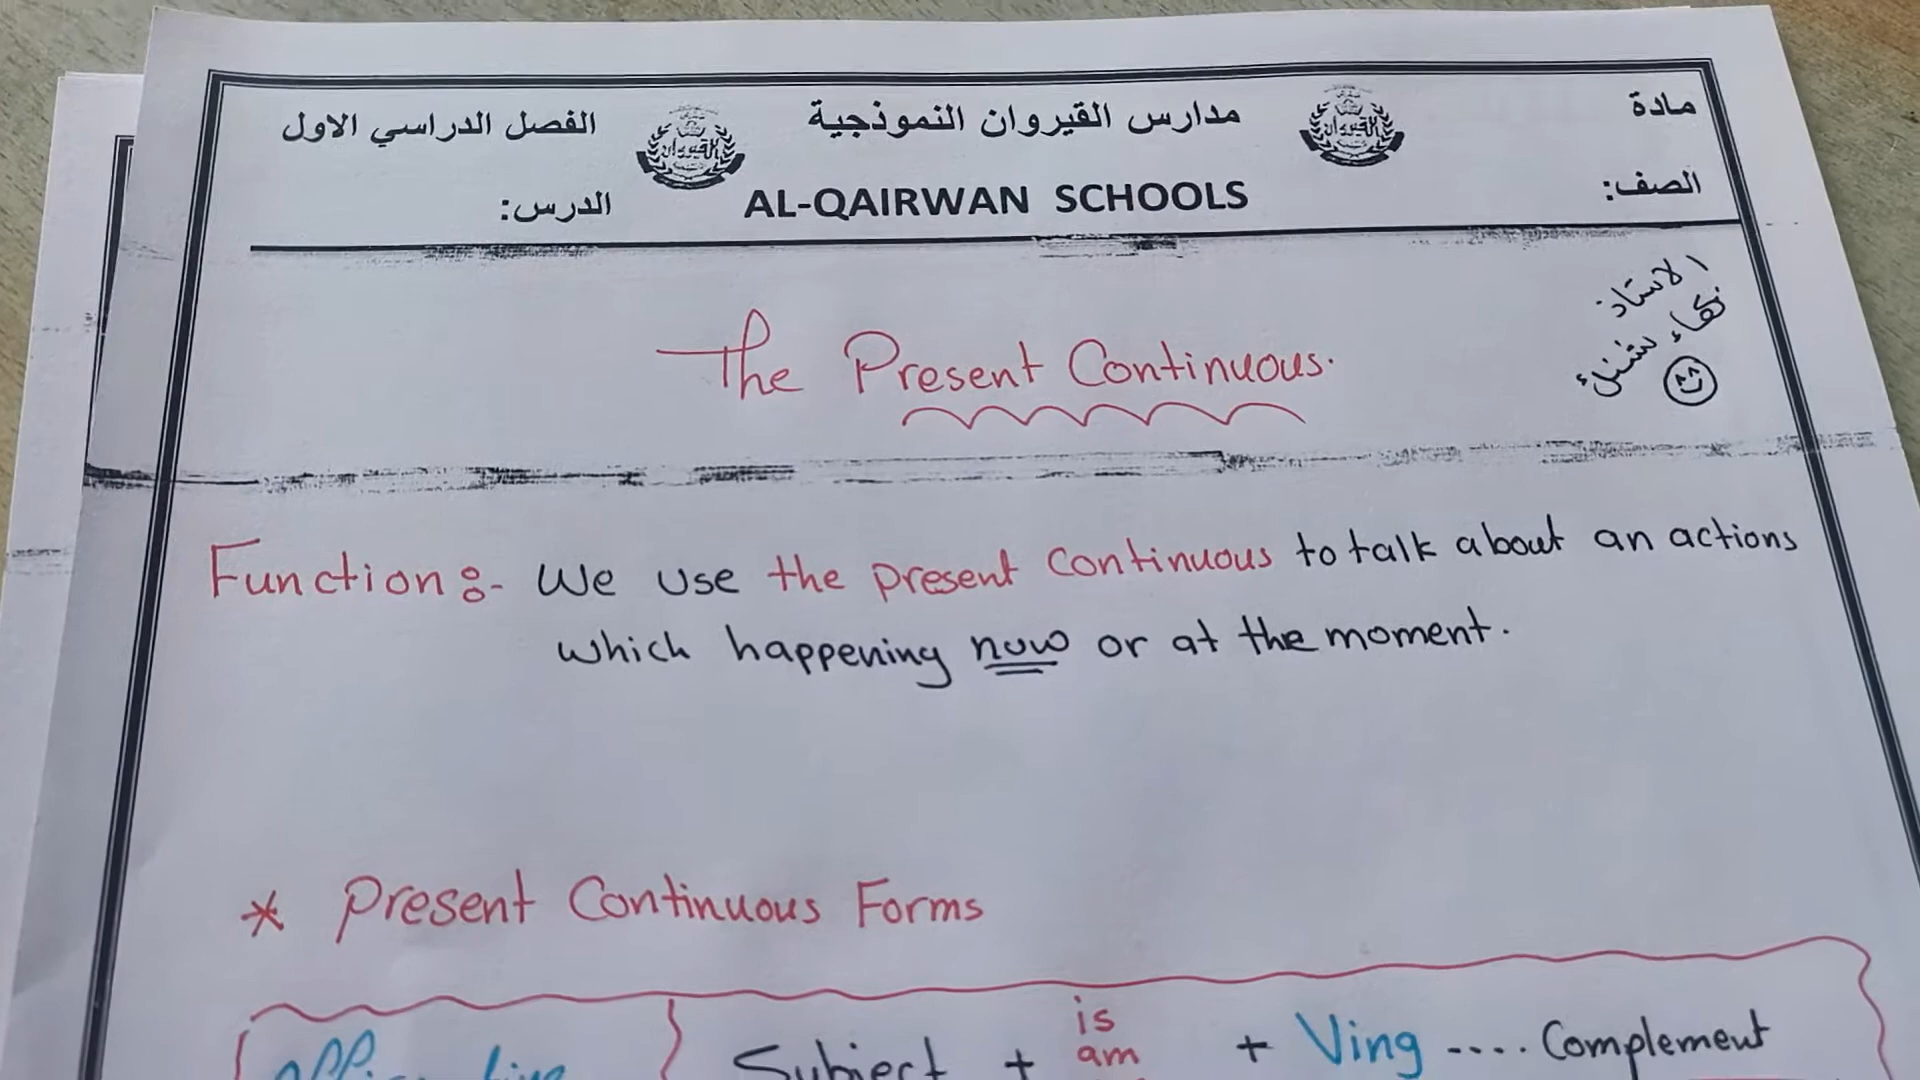 مادة
مدارس القيروان النموذجية
الفصل الدراسي الاول
الصف:
AL-QAIRWAN SCHOOLS
الدرس:
الاستاذ
The Present Continuous.
Function:- We use the present continuous to talk about an actions
which happening now or at the moment.
* Present Continuous Forms
is
Subject + am + Ving .... Complement